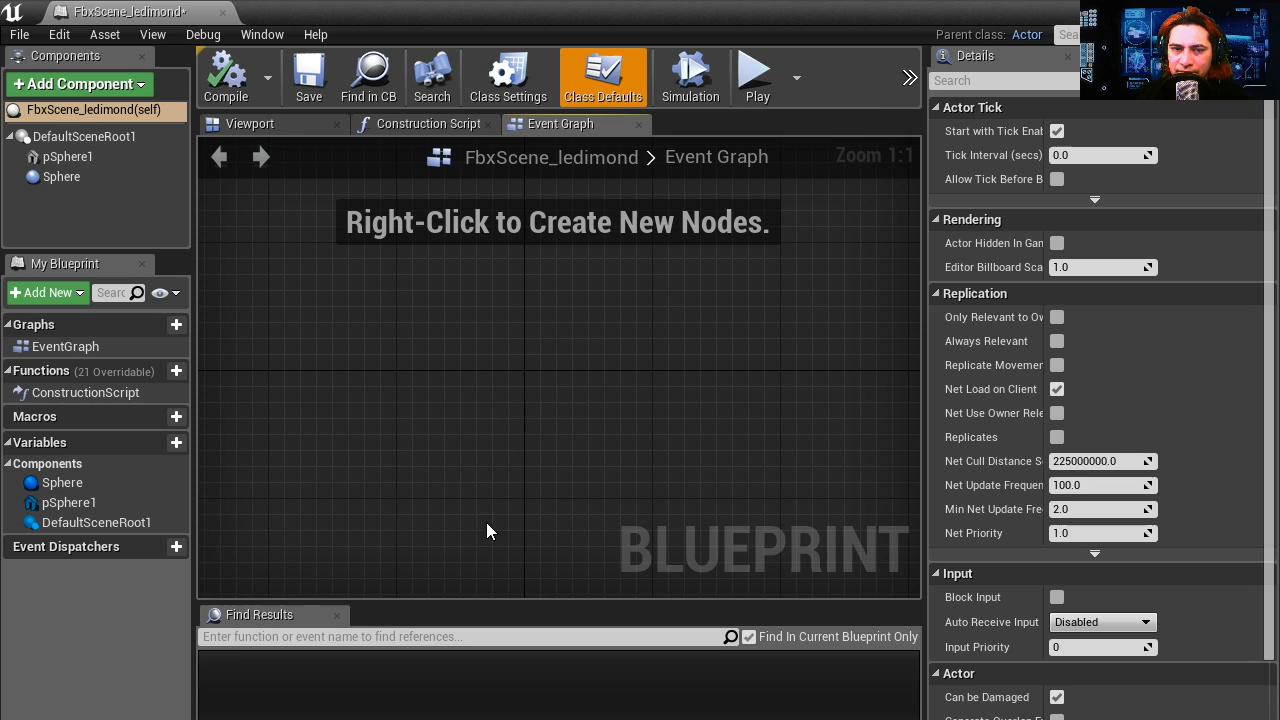 FbxScene_ledimond*
File
Edit
Asset
View
Debug
Window
Help
Parent class: Actor
Sea
Components
+Add Component
FbxScene_ledimond(self)
DefaultSceneRoot1
pSphere1
Sphere
My Blueprint
+Add New
Searc
Graphs
EventGraph
Functions (21 Overridable)
ConstructionScript
Macros
Variables
Components
Sphere
pSphere1
DefaultSceneRoot1
Event Dispatchers
Compile
Save
Find in CB
Search
Class Settings
Class Defaults
Simulation
Play
Viewport
Construction Script
Event Graph
FbxScene_ledimond > Event Graph
Zoom 1:1
Right-Click to Create New Nodes.
BLUEPRINT
Find Results
Enter function or event name to find references...
Find In Current Blueprint Only
Details
Search
Actor Tick
Start with Tick Enab
Tick Interval (secs) 0.0
Allow Tick Before B
Rendering
Actor Hidden In Gan
Editor Billboard Sca 1.0
Replication
Only Relevant to Ow
Always Relevant
Replicate Movemer
Net Load on Client
Net Use Owner Rele
Replicates
Net Cull Distance S 225000000.0
Net Update Frequen 100.0
Min Net Update Fre 2.0
Net Priority 1.0
Input
Block Input
Auto Receive Input Disabled
Input Priority 0
Actor
Can be Damaged